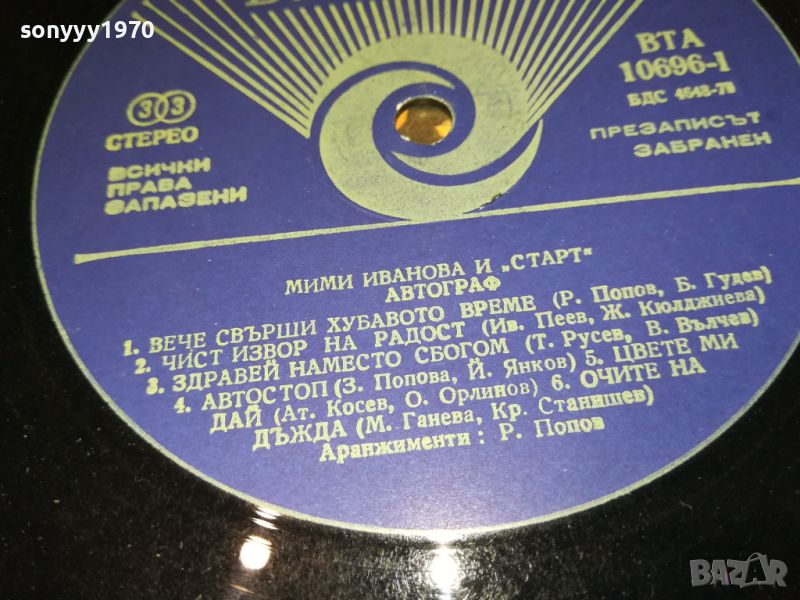 sonyyy1970
ВТА
10696-1
БДС 4648-70
33
СТЕРЕО
ПРЕЗАПИСЪТ
ЗАБРАНЕН
ВСИЧКИ
ПРАВА
ЗАПАЗЕНИ
МИМИ ИВАНОВА И „СТАРТ“
АВТОГРАФ
1. ВЕЧЕ СВЪРШИ ХУБАВОТО ВРЕМЕ (Р. Попов, Б. Гудев)
2. ЧИСТ ИЗВОР НА РАДОСТ (Ив. Пеев, Ж. Кюлджиева)
3. ЗДРАВЕЙ НАМЕСТО СБОГОМ (Т. Русев, В. Вълчев)
4. АВТОСТОП (З. Попова, Й. Янков) 5. ЦВЕТЕ МИ
ДАЙ (Ат. Косев, О. Орлинов) 6. ОЧИТЕ НА
ДЪЖДА (М. Ганева, Кр. Станишев)
Аранжименти: Р. Попов
BAZAR